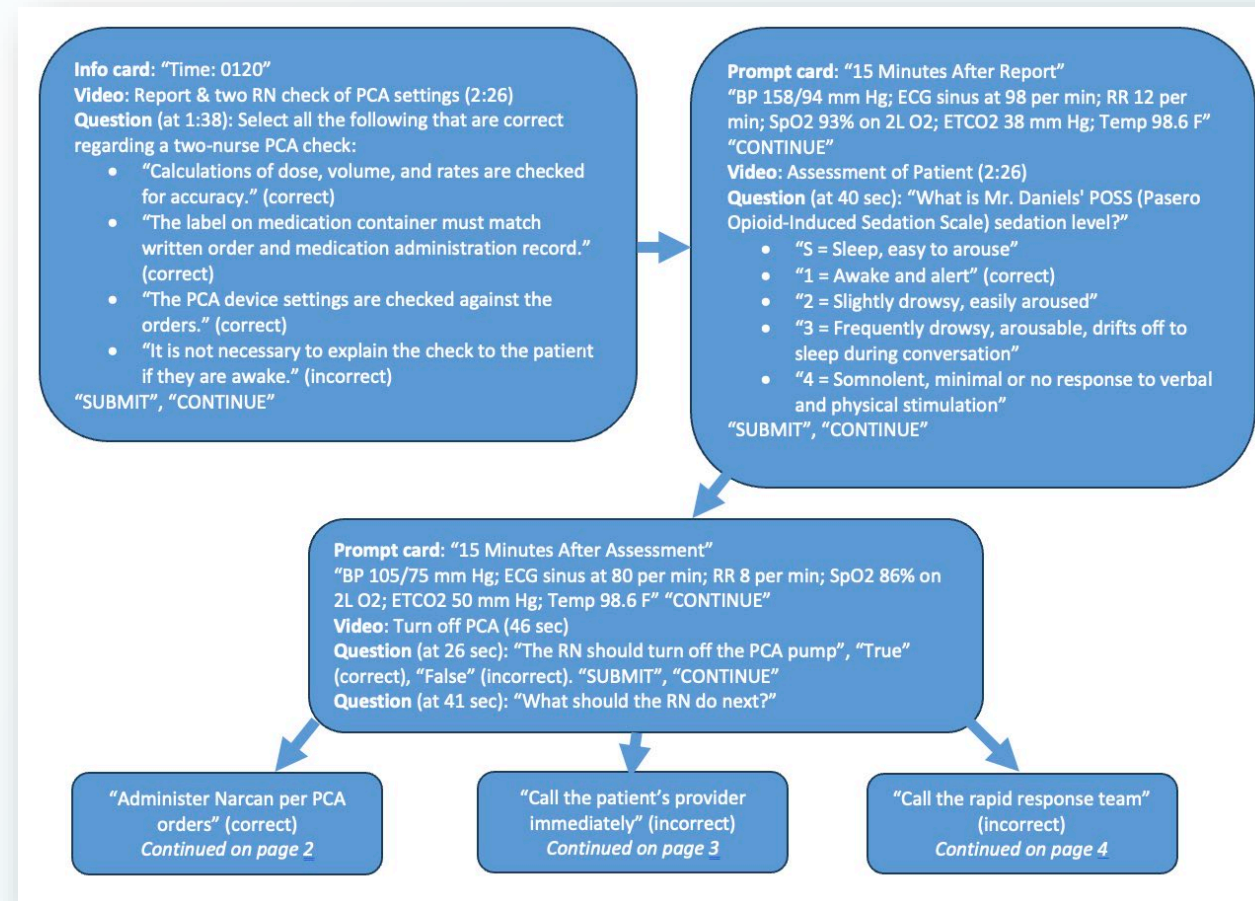 Info card: “Time: 0120”
Video: Report & two RN check of PCA settings (2:26)
Question (at 1:38): Select all the following that are correct
regarding a two-nurse PCA check:
• “Calculations of dose, volume, and rates are checked
for accuracy.” (correct)
• “The label on medication container must match
written order and medication administration record.”
(correct)
• “The PCA device settings are checked against the
orders.” (correct)
• “It is not necessary to explain the check to the patient
if they are awake.” (incorrect)
“SUBMIT”, “CONTINUE”
Prompt card: “15 Minutes After Report”
“BP 158/94 mm Hg; ECG sinus at 98 per min; RR 12 per
min; SpO2 93% on 2L O2; ETCO2 38 mm Hg; Temp 98.6 F”
“CONTINUE”
Video: Assessment of Patient (2:26)
Question (at 40 sec): “What is Mr. Daniels' POSS (Pasero
Opioid-Induced Sedation Scale) sedation level?”
• “S = Sleep, easy to arouse”
• “1 = Awake and alert” (correct)
• “2 = Slightly drowsy, easily aroused”
• “3 = Frequently drowsy, arousable, drifts off to
sleep during conversation”
• “4 = Somnolent, minimal or no response to verbal
and physical stimulation”
“SUBMIT”, “CONTINUE”
Prompt card: “15 Minutes After Assessment”
“BP 105/75 mm Hg; ECG sinus at 80 per min; RR 8 per min; SpO2 86% on
2L O2; ETCO2 50 mm Hg; Temp 98.6 F” “CONTINUE”
Video: Turn off PCA (46 sec)
Question (at 26 sec): “The RN should turn off the PCA pump”, “True”
(correct), “False” (incorrect). “SUBMIT”, “CONTINUE”
Question (at 41 sec): “What should the RN do next?”
“Administer Narcan per PCA
orders” (correct)
Continued on page 2
“Call the patient’s provider
immediately” (incorrect)
Continued on page 3
“Call the rapid response team”
(incorrect)
Continued on page 4